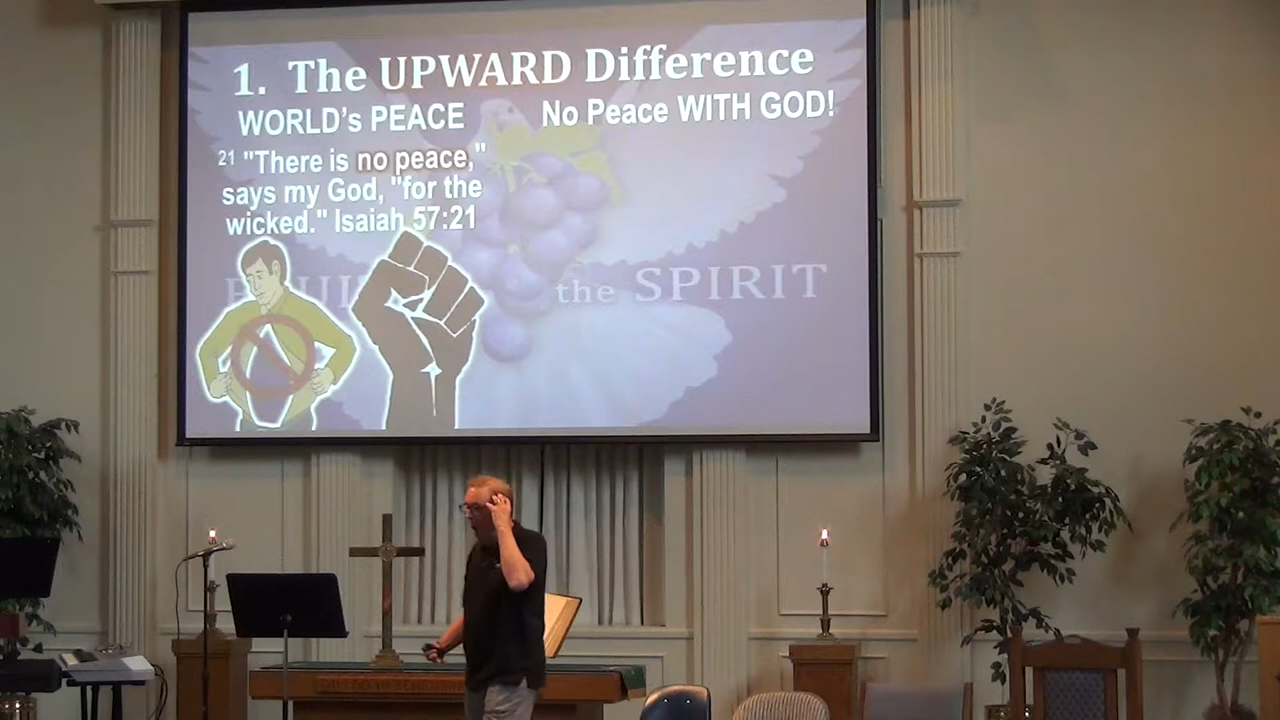 1. The UPWARD Difference
WORLD's PEACE No Peace WITH GOD!
21 "There is no peace,"
says my God, "for the
wicked." Isaiah 57:21
the SPIRIT